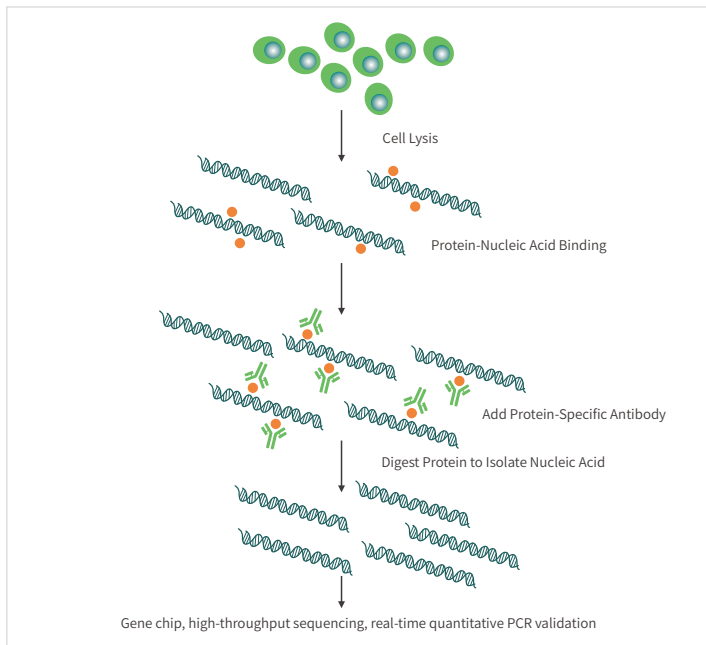 Cell Lysis
Protein-Nucleic Acid Binding
Add Protein-Specific Antibody
Digest Protein to Isolate Nucleic Acid
Gene chip, high-throughput sequencing, real-time quantitative PCR validation